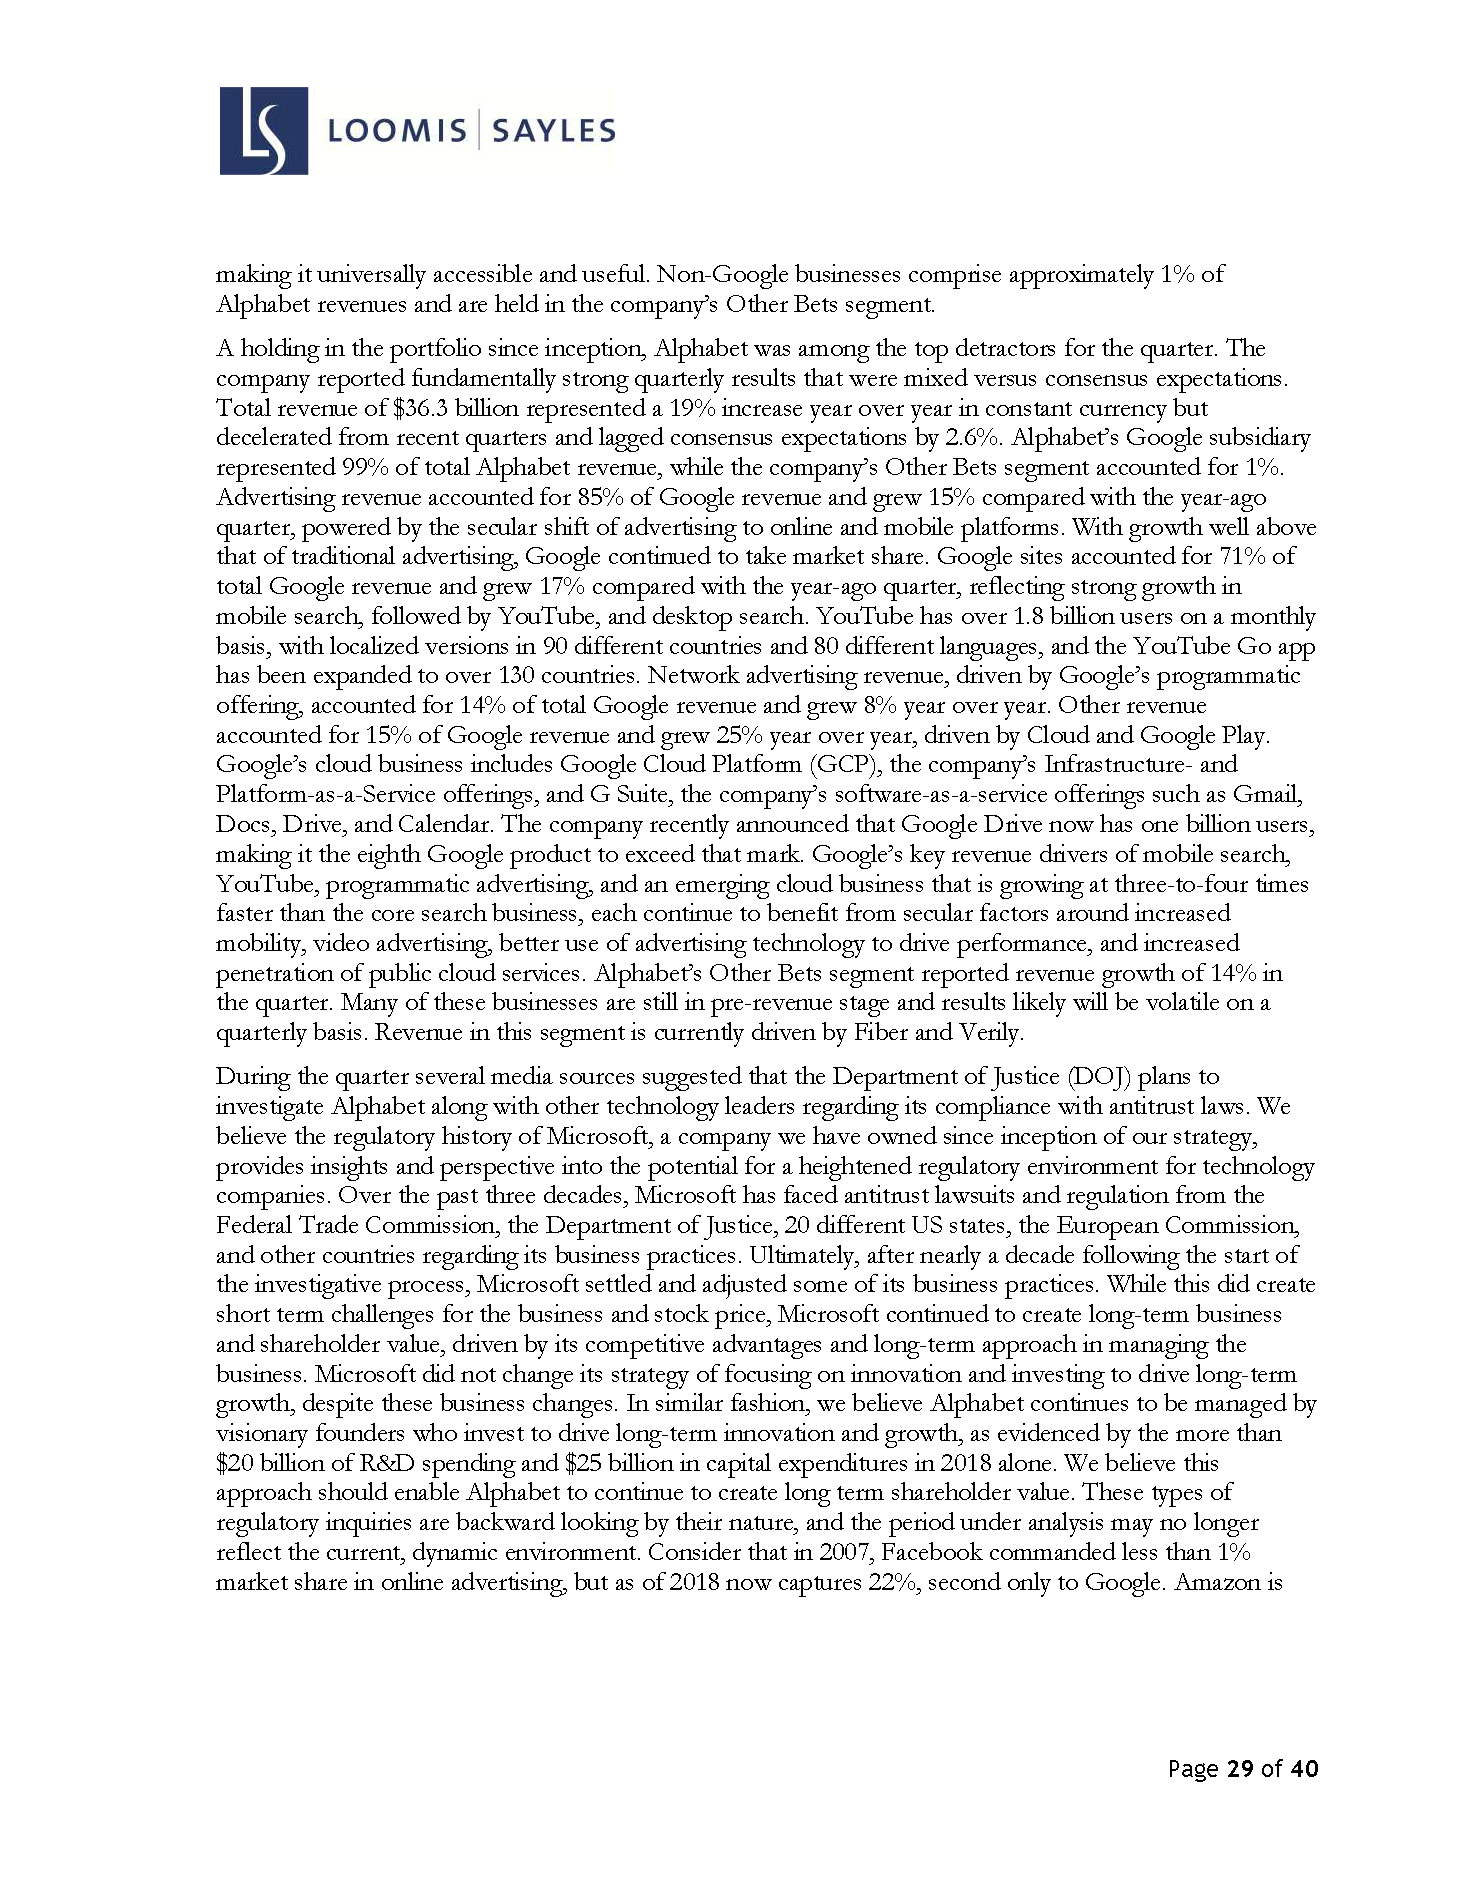 LS LOOMIS | SAYLES
making it universally accessible and useful. Non-Google businesses comprise approximately 1% of
Alphabet revenues and are held in the company’s Other Bets segment.
A holding in the portfolio since inception, Alphabet was among the top detractors for the quarter. The
company reported fundamentally strong quarterly results that were mixed versus consensus expectations.
Total revenue of $36.3 billion represented a 19% increase year over year in constant currency but
decelerated from recent quarters and lagged consensus expectations by 2.6%. Alphabet’s Google subsidiary
represented 99% of total Alphabet revenue, while the company’s Other Bets segment accounted for 1%.
Advertising revenue accounted for 85% of Google revenue and grew 15% compared with the year-ago
quarter, powered by the secular shift of advertising to online and mobile platforms. With growth well above
that of traditional advertising, Google continued to take market share. Google sites accounted for 71% of
total Google revenue and grew 17% compared with the year-ago quarter, reflecting strong growth in
mobile search, followed by YouTube, and desktop search. YouTube has over 1.8 billion users on a monthly
basis, with localized versions in 90 different countries and 80 different languages, and the YouTube Go app
has been expanded to over 130 countries. Network advertising revenue, driven by Google’s programmatic
offering, accounted for 14% of total Google revenue and grew 8% year over year. Other revenue
accounted for 15% of Google revenue and grew 25% year over year, driven by Cloud and Google Play.
Google’s cloud business includes Google Cloud Platform (GCP), the company’s Infrastructure- and
Platform-as-a-Service offerings, and G Suite, the company’s software-as-a-service offerings such as Gmail,
Docs, Drive, and Calendar. The company recently announced that Google Drive now has one billion users,
making it the eighth Google product to exceed that mark. Google’s key revenue drivers of mobile search,
YouTube, programmatic advertising, and an emerging cloud business that is growing at three-to-four times
faster than the core search business, each continue to benefit from secular factors around increased
mobility, video advertising, better use of advertising technology to drive performance, and increased
penetration of public cloud services. Alphabet’s Other Bets segment reported revenue growth of 14% in
the quarter. Many of these businesses are still in pre-revenue stage and results likely will be volatile on a
quarterly basis. Revenue in this segment is currently driven by Fiber and Verily.
During the quarter several media sources suggested that the Department of Justice (DOJ) plans to
investigate Alphabet along with other technology leaders regarding its compliance with antitrust laws. We
believe the regulatory history of Microsoft, a company we have owned since inception of our strategy,
provides insights and perspective into the potential for a heightened regulatory environment for technology
companies. Over the past three decades, Microsoft has faced antitrust lawsuits and regulation from the
Federal Trade Commission, the Department of Justice, 20 different US states, the European Commission,
and other countries regarding its business practices. Ultimately, after nearly a decade following the start of
the investigative process, Microsoft settled and adjusted some of its business practices. While this did create
short term challenges for the business and stock price, Microsoft continued to create long-term business
and shareholder value, driven by its competitive advantages and long-term approach in managing the
business. Microsoft did not change its strategy of focusing on innovation and investing to drive long-term
growth, despite these business changes. In similar fashion, we believe Alphabet continues to be managed by
visionary founders who invest to drive long-term innovation and growth, as evidenced by the more than
$20 billion of R&D spending and $25 billion in capital expenditures in 2018 alone. We believe this
approach should enable Alphabet to continue to create long term shareholder value. These types of
regulatory inquiries are backward looking by their nature, and the period under analysis may no longer
reflect the current, dynamic environment. Consider that in 2007, Facebook commanded less than 1%
market share in online advertising, but as of 2018 now captures 22%, second only to Google. Amazon is
Page 29 of 40